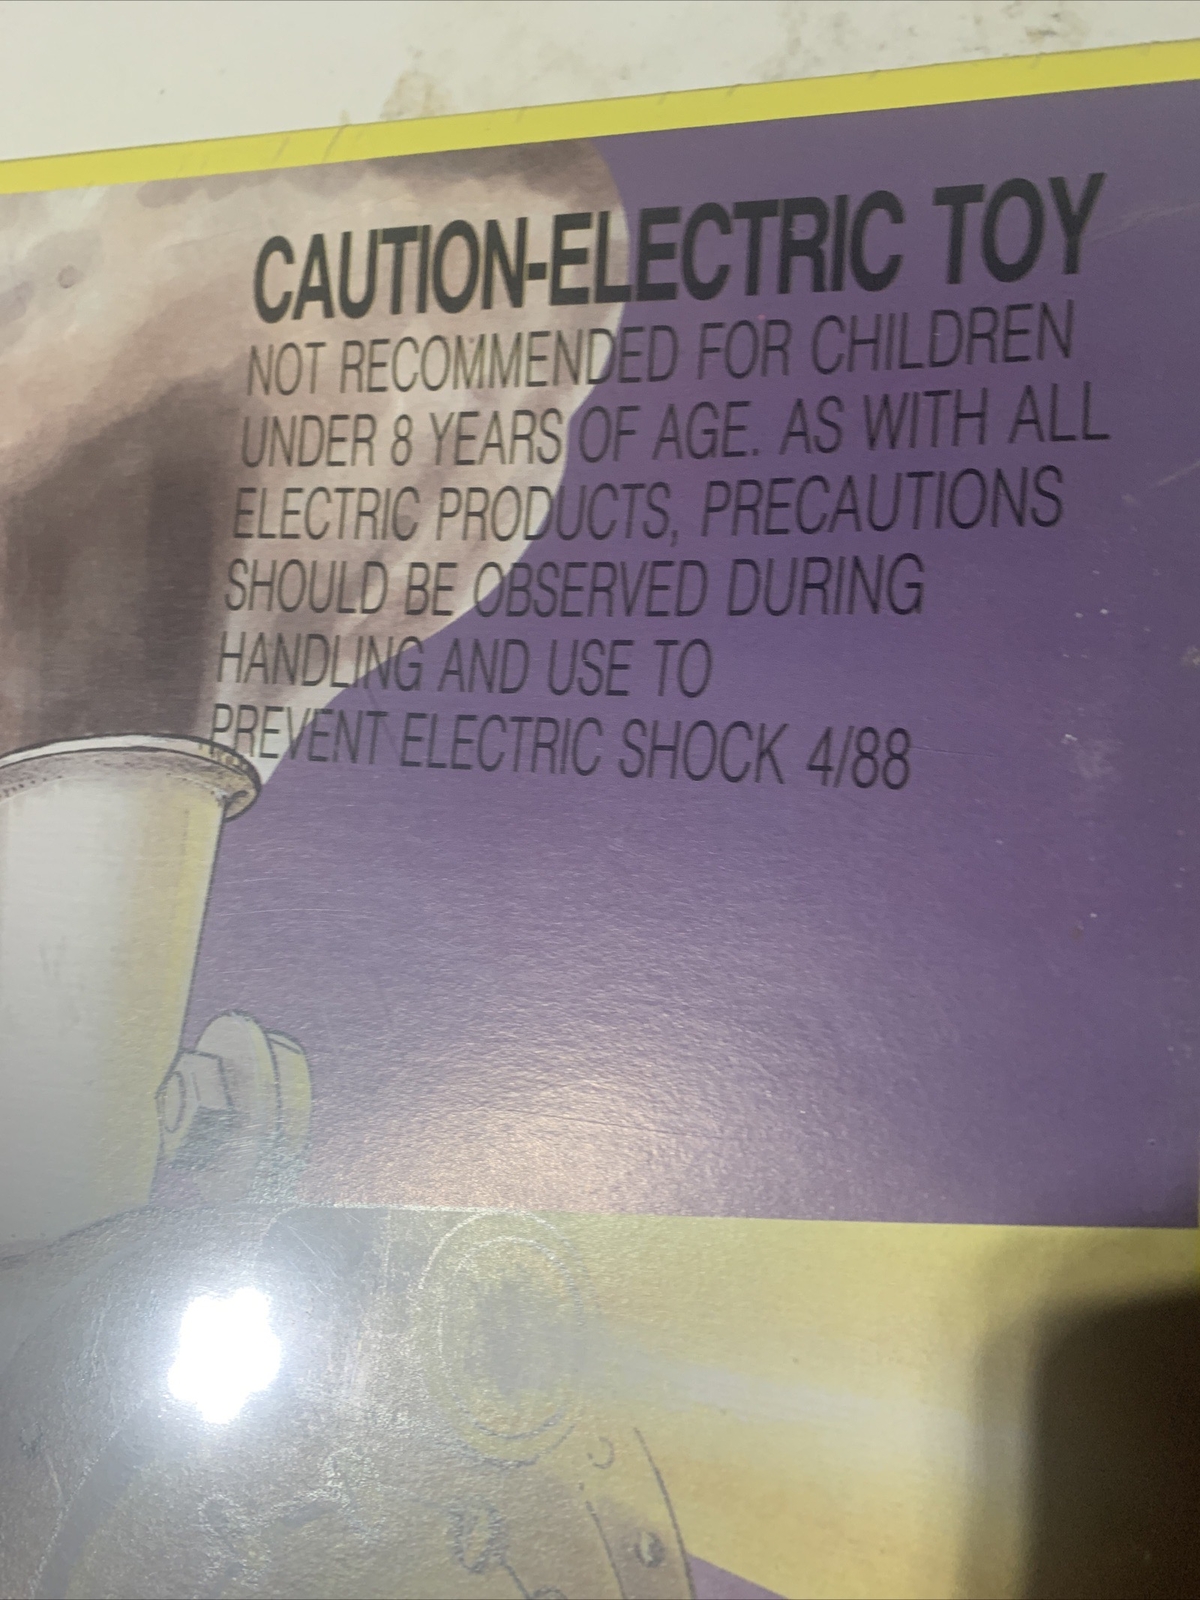 CAUTION-ELECTRIC TOY
NOT RECOMMENDED FOR CHILDREN
UNDER 8 YEARS OF AGE. AS WITH ALL
ELECTRIC PRODUCTS, PRECAUTIONS
SHOULD BE OBSERVED DURING
HANDLING AND USE TO
PREVENT ELECTRIC SHOCK 4/88